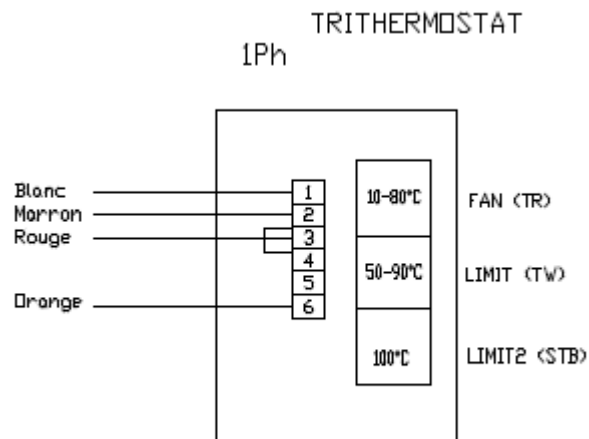 TRITHERMOSTAT
1Ph
Blanc
Marron
Rouge
Orange
1
2
3
4
5
6
10-80°C
50-90°C
100°C
FAN (TR)
LIMIT (TW)
LIMIT2 (STB)